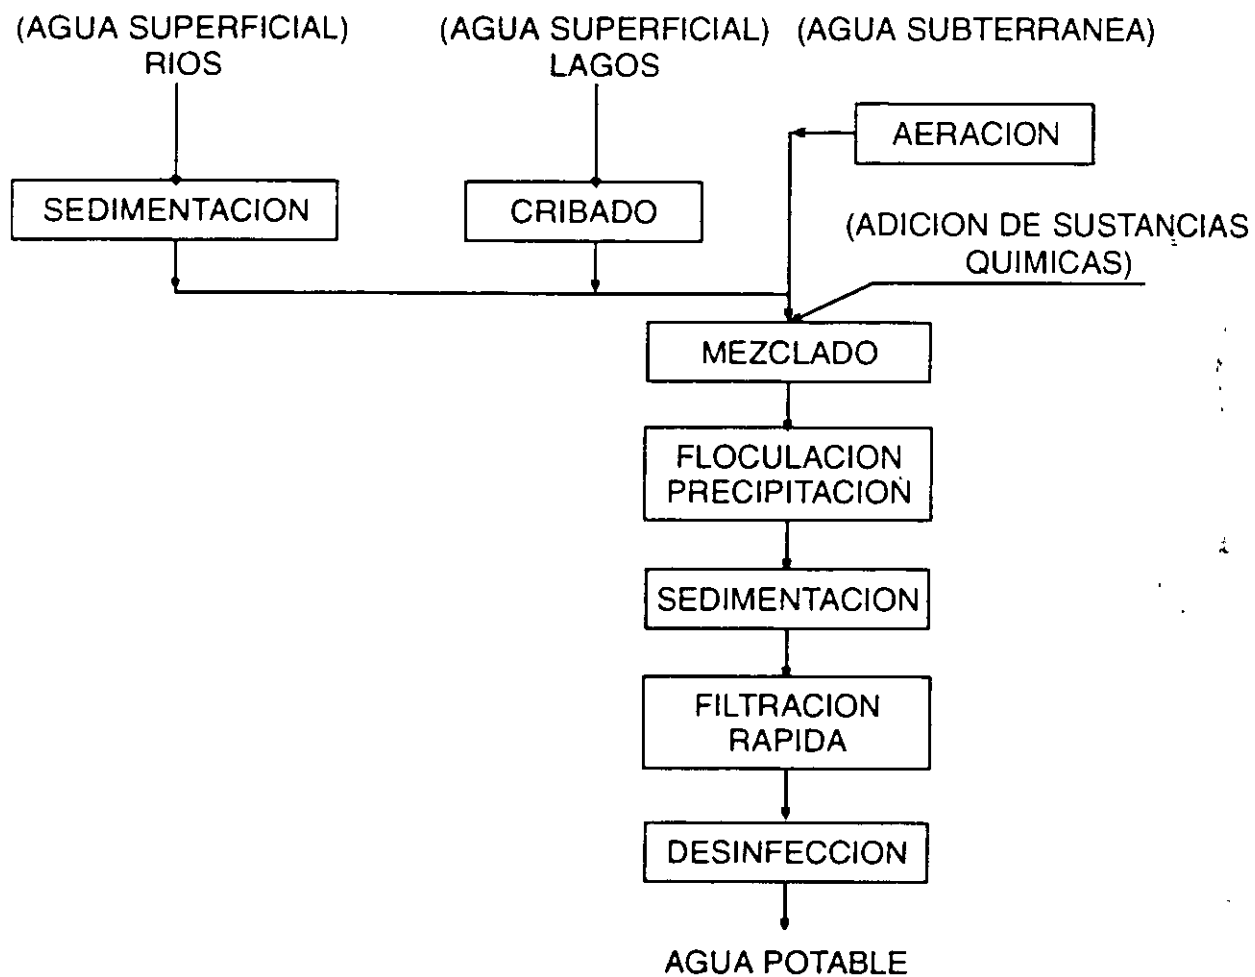 (AGUA SUPERFICIAL)
RIOS
(AGUA SUPERFICIAL)
LAGOS
(AGUA SUBTERRANEA)
AERACION
SEDIMENTACION
CRIBADO
(ADICION DE SUSTANCIAS
QUIMICAS)
MEZCLADO
FLOCULACION
PRECIPITACION
SEDIMENTACION
FILTRACION
RAPIDA
DESINFECCION
AGUA POTABLE